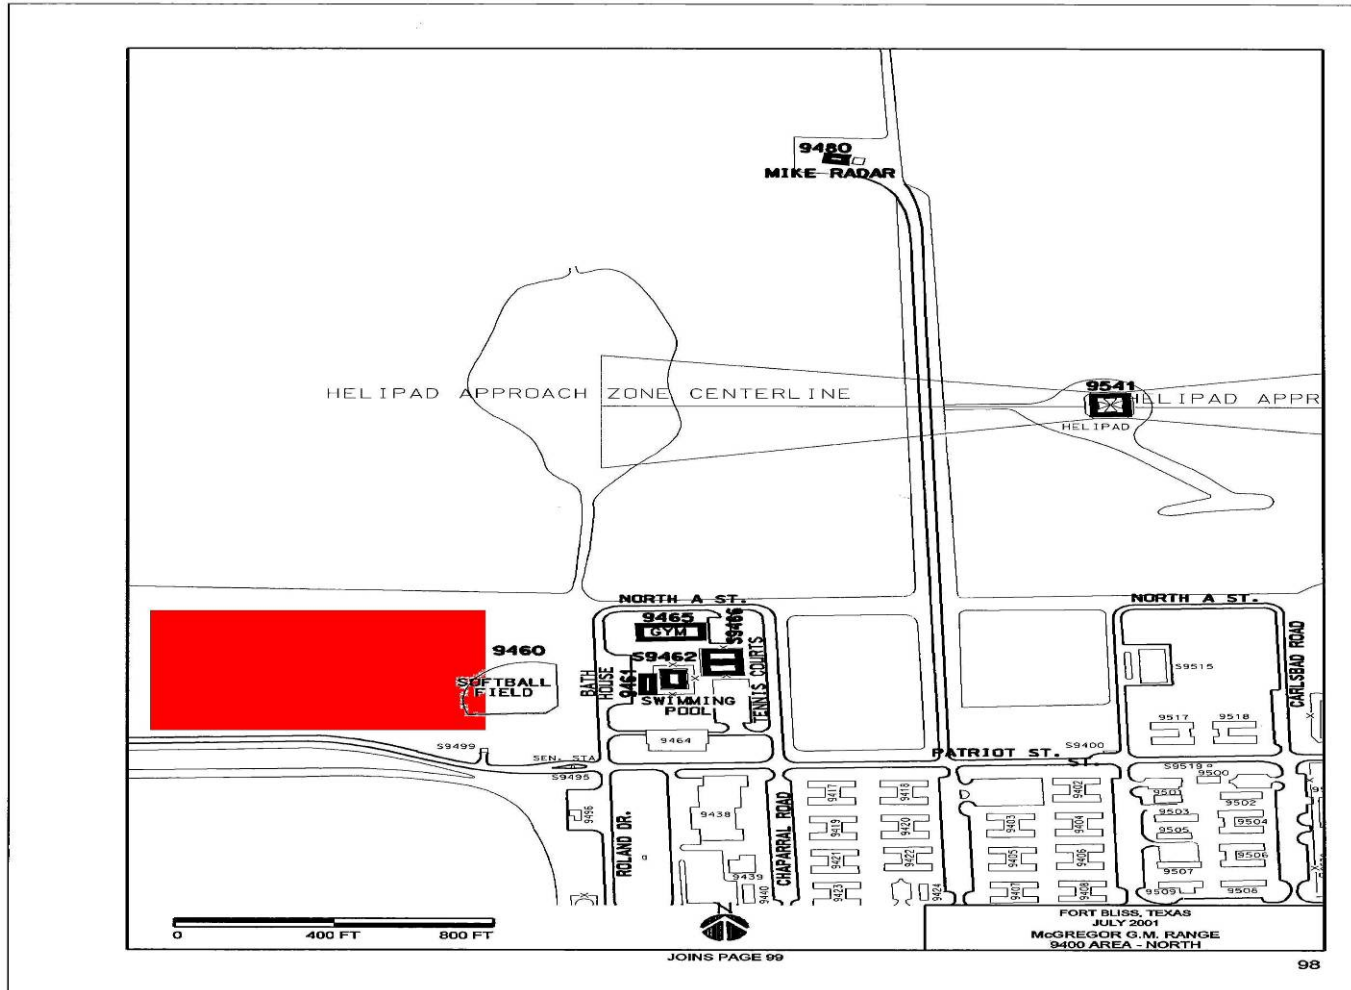 9480
MIKE RADAR
HELIPAD APPROACH ZONE CENTERLINE
9541
HELIPAD APPR
HELIPAD
NORTH A ST.
NORTH A ST.
9465
GYM
S9466
S9462
9461
BATH
HOUSE
SWIMMING
POOL
TENNIS COURTS
9460
SOFTBALL
FIELD
9464
S9499
SEN. STA
S9495
9496
ROLAND DR.
9438
9439
9440
CHAPARRAL ROAD
CARLSBAD ROAD
S9515
9517
9518
PATRIOT ST.
S9400
ST.
S9519
9500
9417
9418
9419
9420
9421
9422
9423
9424
9402
9403
9404
9405
9406
9407
9408
9501
9502
9503
9504
9505
9506
9507
9509
9508
0
400 FT
800 FT
N
FORT BLISS, TEXAS
JULY 2001
McGREGOR G.M. RANGE
9400 AREA - NORTH
JOINS PAGE 99
98